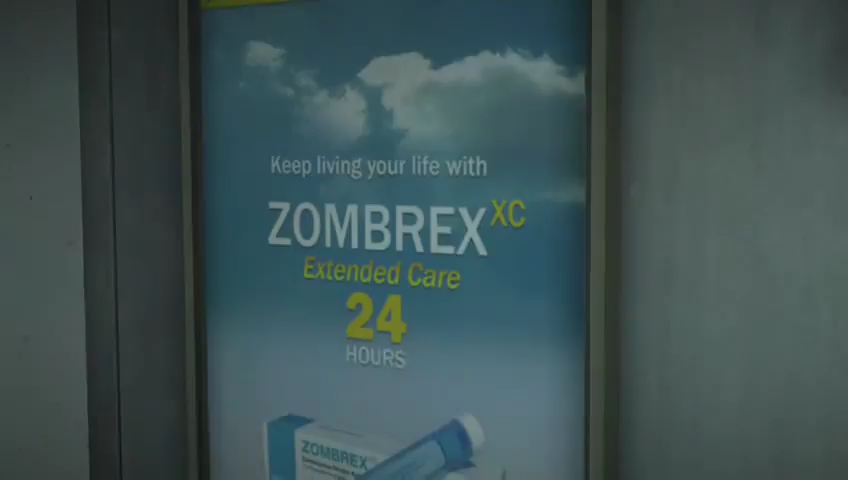 Keep living your life with
ZOMBREX XC
Extended Care
24
HOURS
ZOMBREX